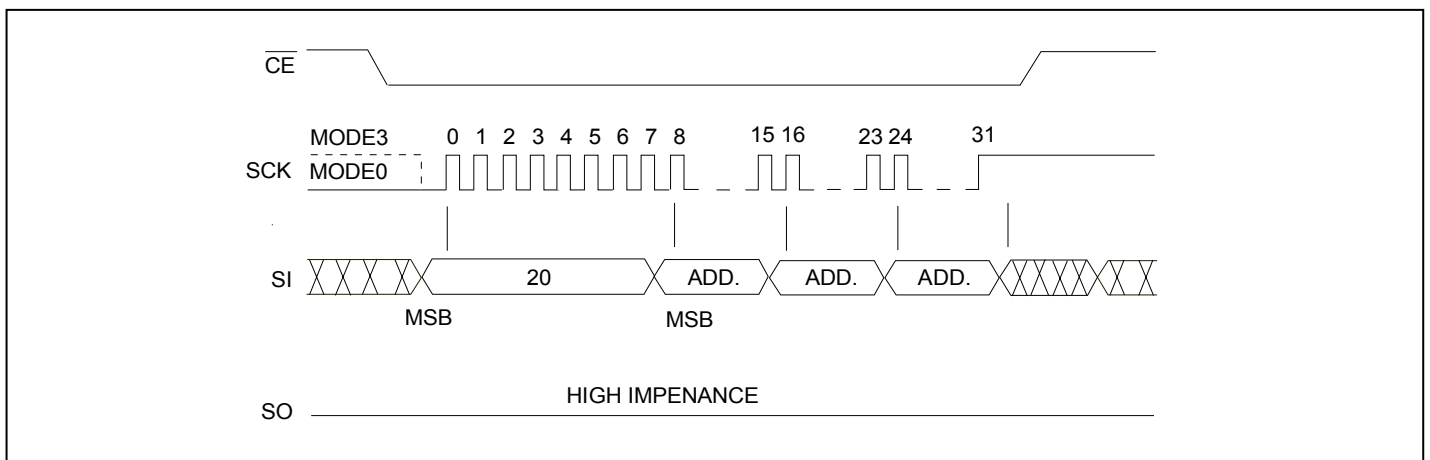 CE
MODE3
0 1 2 3 4 5 6 7 8 15 16 23 24 31
SCK MODE0
SI 20 ADD. ADD. ADD.
MSB MSB
HIGH IMPENANCE
SO